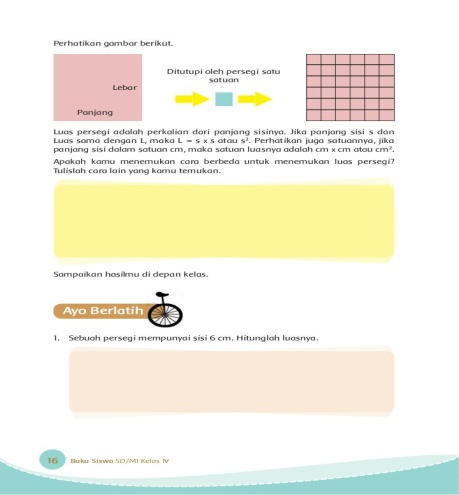 Perhatikan gambar berikut.
Ditutupi oleh persegi satu
satuan
Lebar
Panjang
Luas persegi adalah perkalian dari panjang sisinya. Jika panjang sisi s dan
Luas sama dengan L, maka L = s x s atau s². Perhatikan juga satuannya, jika
panjang sisi dalam satuan cm, maka satuan luasnya adalah cm x cm atau cm².
Apakah kamu menemukan cara berbeda untuk menemukan luas persegi?
Tulislah cara lain yang kamu temukan.
Sampaikan hasilmu di depan kelas.
Ayo Berlatih
1. Sebuah persegi mempunyai sisi 6 cm. Hitunglah luasnya.
16 Buku Siswa SD/MI Kelas IV